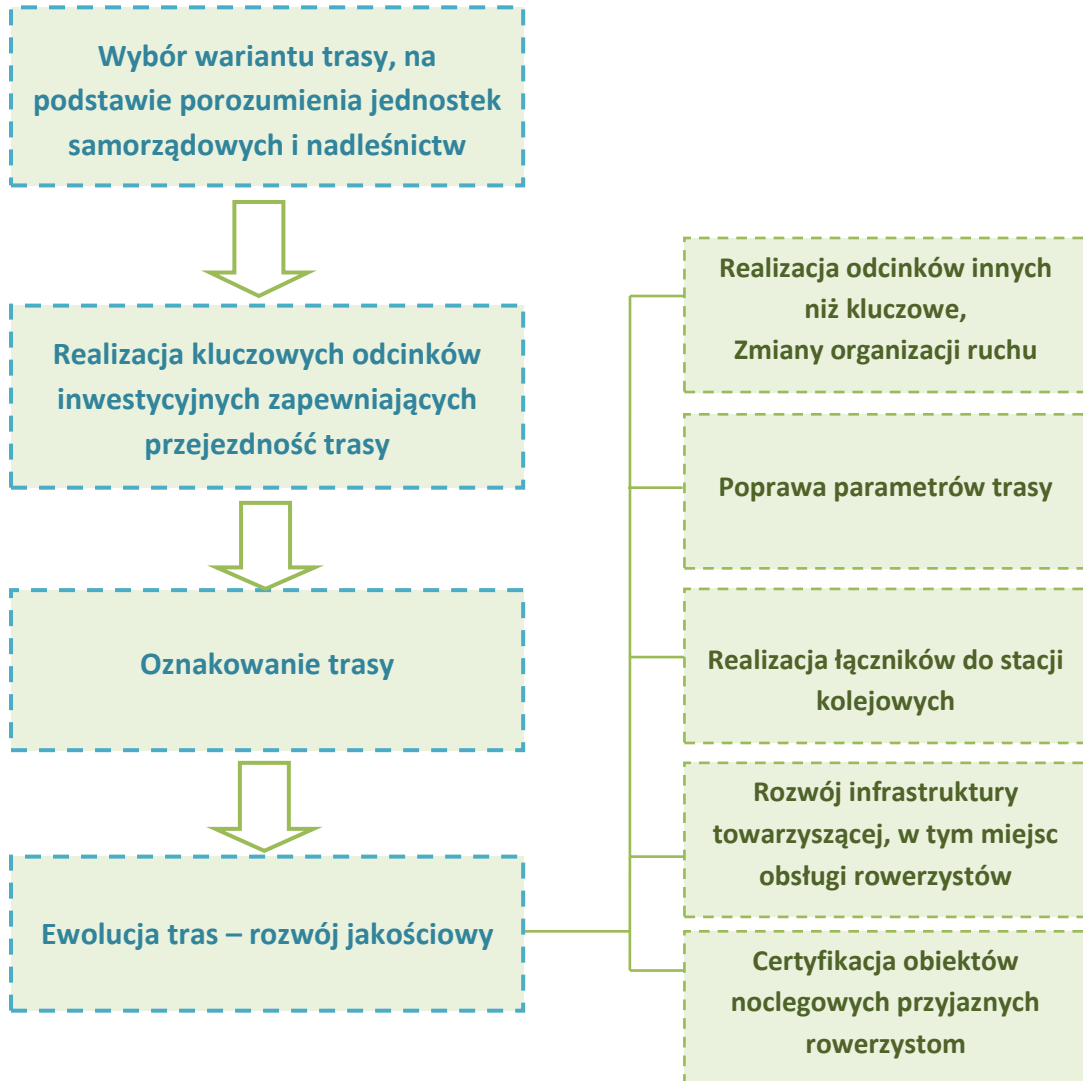 Wybór wariantu trasy, na
podstawie porozumienia jednostek
samorządowych i nadleśnictw
Realizacja kluczowych odcinków
inwestycyjnych zapewniających
przejezdność trasy
Oznakowanie trasy
Ewolucja tras – rozwój jakościowy
Realizacja odcinków innych
niż kluczowe,
Zmiany organizacji ruchu
Poprawa parametrów trasy
Realizacja łączników do stacji
kolejowych
Rozwój infrastruktury
towarzyszącej, w tym miejsc
obsługi rowerzystów
Certyfikacja obiektów
noclegowych przyjaznych
rowerzystom